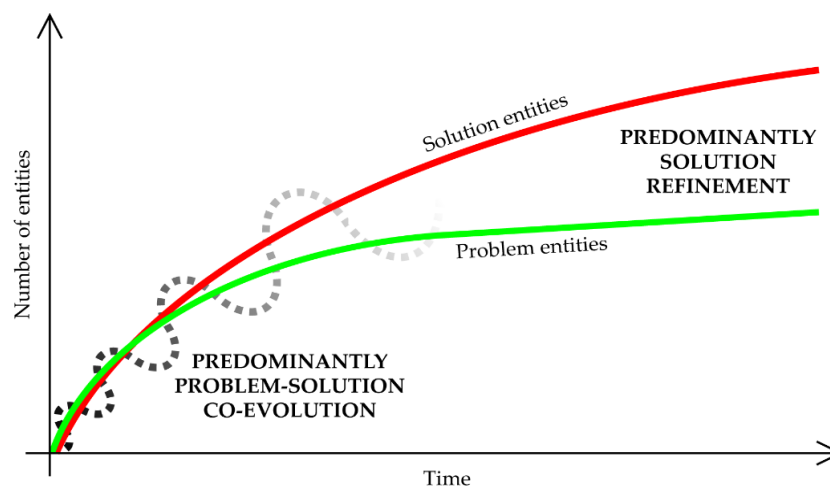 Number of entities
Solution entities
PREDOMINANTLY
SOLUTION
REFINEMENT
Problem entities
PREDOMINANTLY
PROBLEM-SOLUTION
CO-EVOLUTION
Time